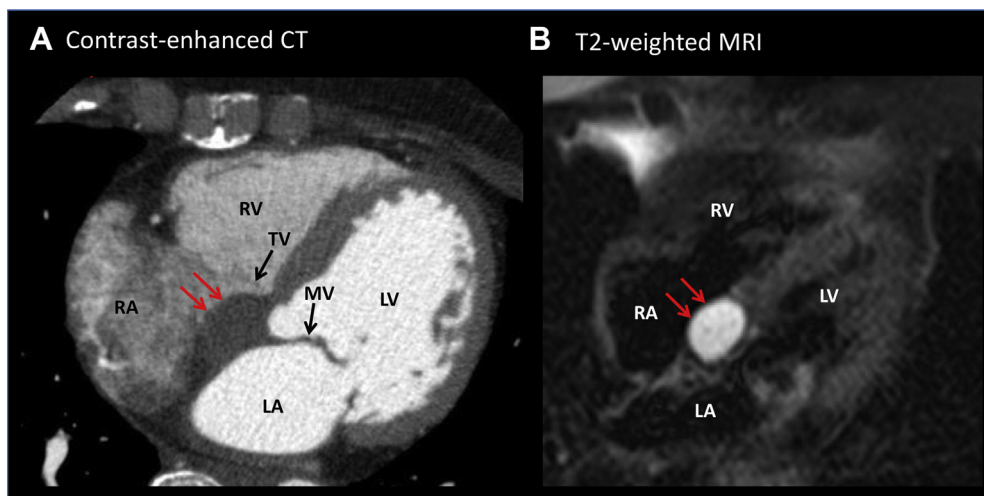 A Contrast-enhanced CT
B T2-weighted MRI
RV
TV
RA
MV
LV
LA
RV
LV
RA
LA